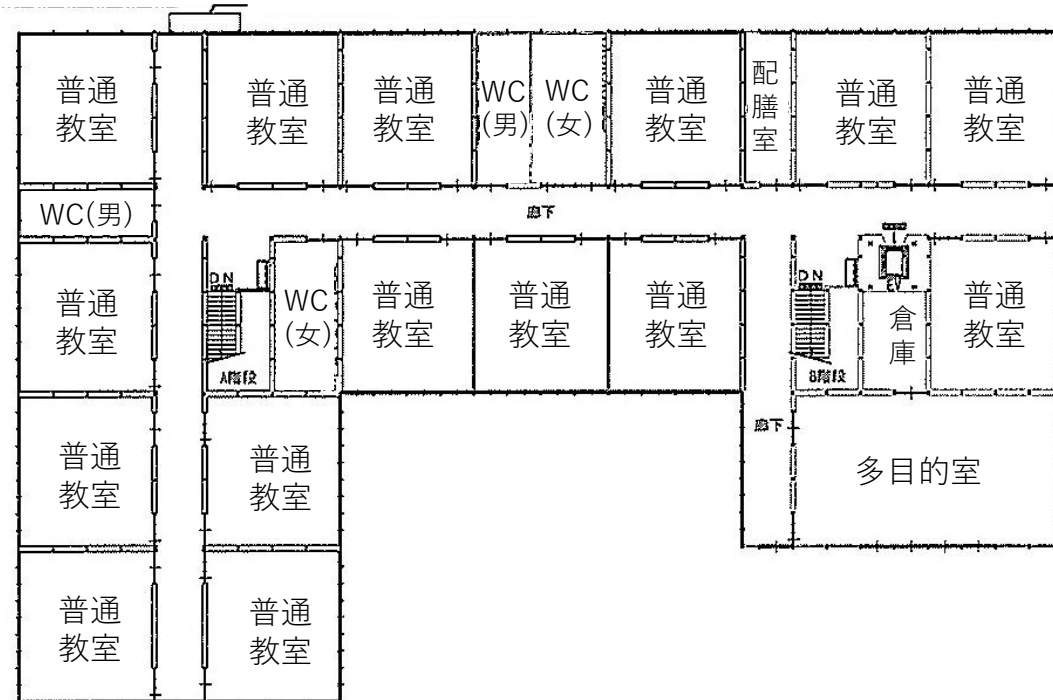 普通
教室
普通
教室
普通
教室
WC
(男)
WC
(女)
普通
教室
配
膳
室
普通
教室
普通
教室
WC(男)
廊下
普通
教室
DN
A階段
WC
(女)
普通
教室
普通
教室
普通
教室
DN
B階段
倉
庫
普通
教室
普通
教室
普通
教室
廊下
多目的室
普通
教室
普通
教室